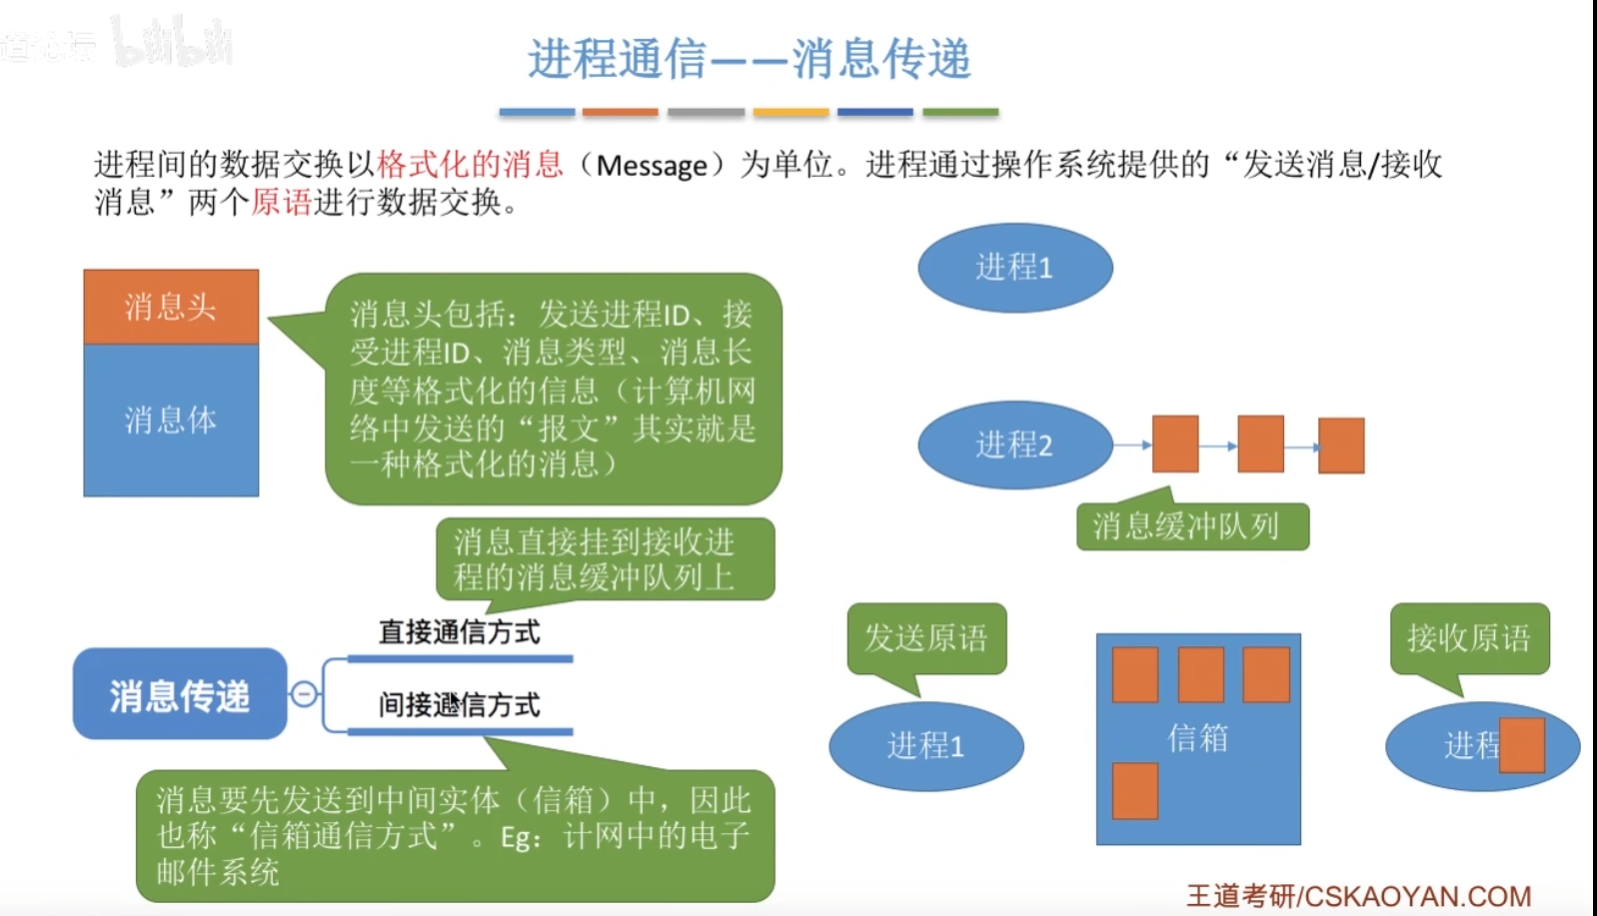 道论坛 bilibili
进程通信——消息传递
进程间的数据交换以格式化的消息（Message）为单位。进程通过操作系统提供的“发送消息/接收
消息”两个原语进行数据交换。
消息头
消息体
消息头包括：发送进程ID、接
受进程ID、消息类型、消息长
度等格式化的信息（计算机网
络中发送的“报文”其实就是
一种格式化的消息）
进程1
进程2
消息缓冲队列
消息直接挂到接收进
程的消息缓冲队列上
消息传递
直接通信方式
间接通信方式
消息要先发送到中间实体（信箱）中，因此
也称“信箱通信方式”。Eg：计网中的电子
邮件系统
发送原语
进程1
信箱
接收原语
进程
王道考研/CSKAOYAN.COM